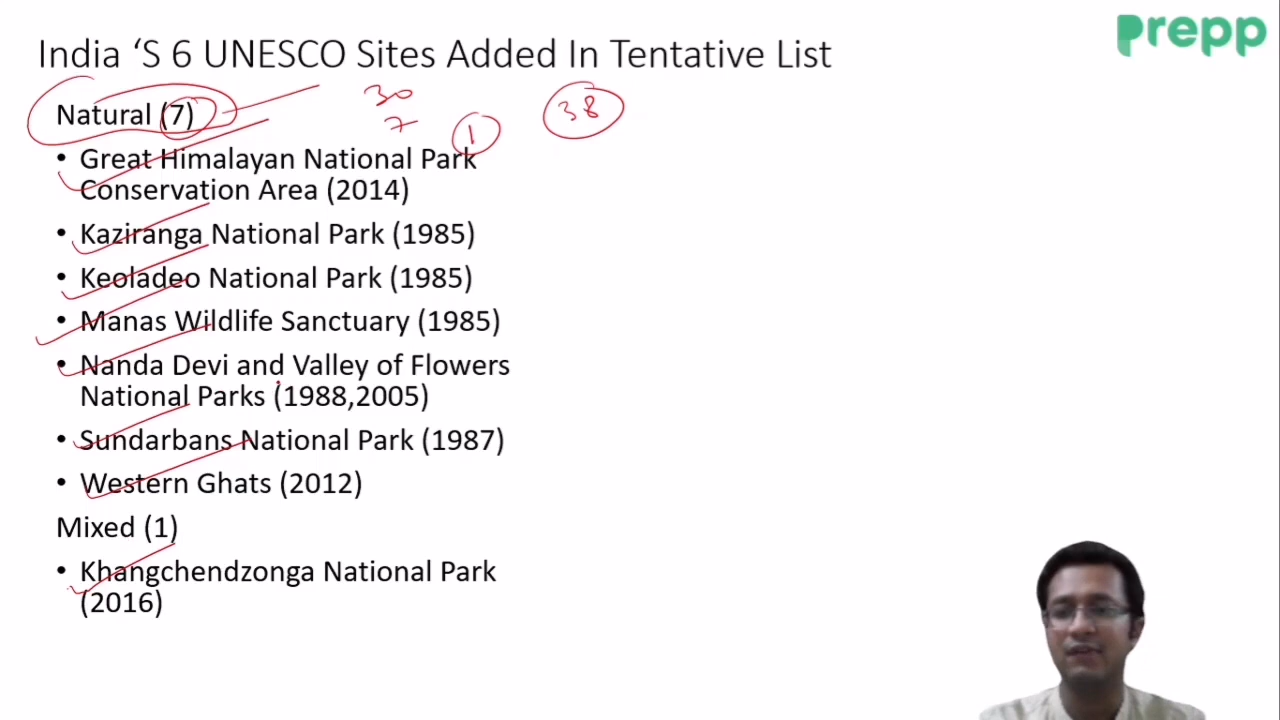 India ‘S 6 UNESCO Sites Added In Tentative List
prepp
Natural (7)
30
7
1
38
• Great Himalayan National Park
Conservation Area (2014)
• Kaziranga National Park (1985)
• Keoladeo National Park (1985)
• Manas Wildlife Sanctuary (1985)
• Nanda Devi and Valley of Flowers
National Parks (1988,2005)
• Sundarbans National Park (1987)
• Western Ghats (2012)
Mixed (1)
• Khangchendzonga National Park
(2016)